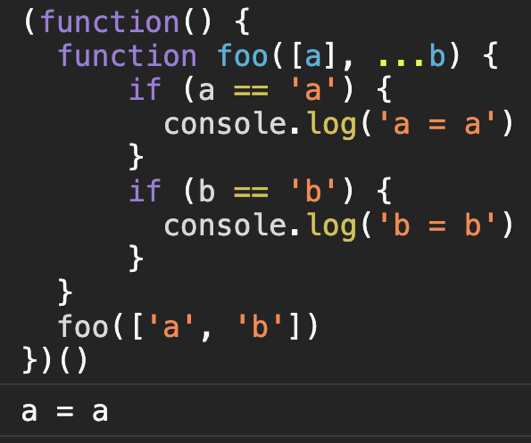 (function() {
  function foo([a], ...b) {
      if (a == 'a') {
        console.log('a = a')
      }
      if (b == 'b') {
        console.log('b = b')
      }
  }
  foo(['a', 'b'])
})()
a = a